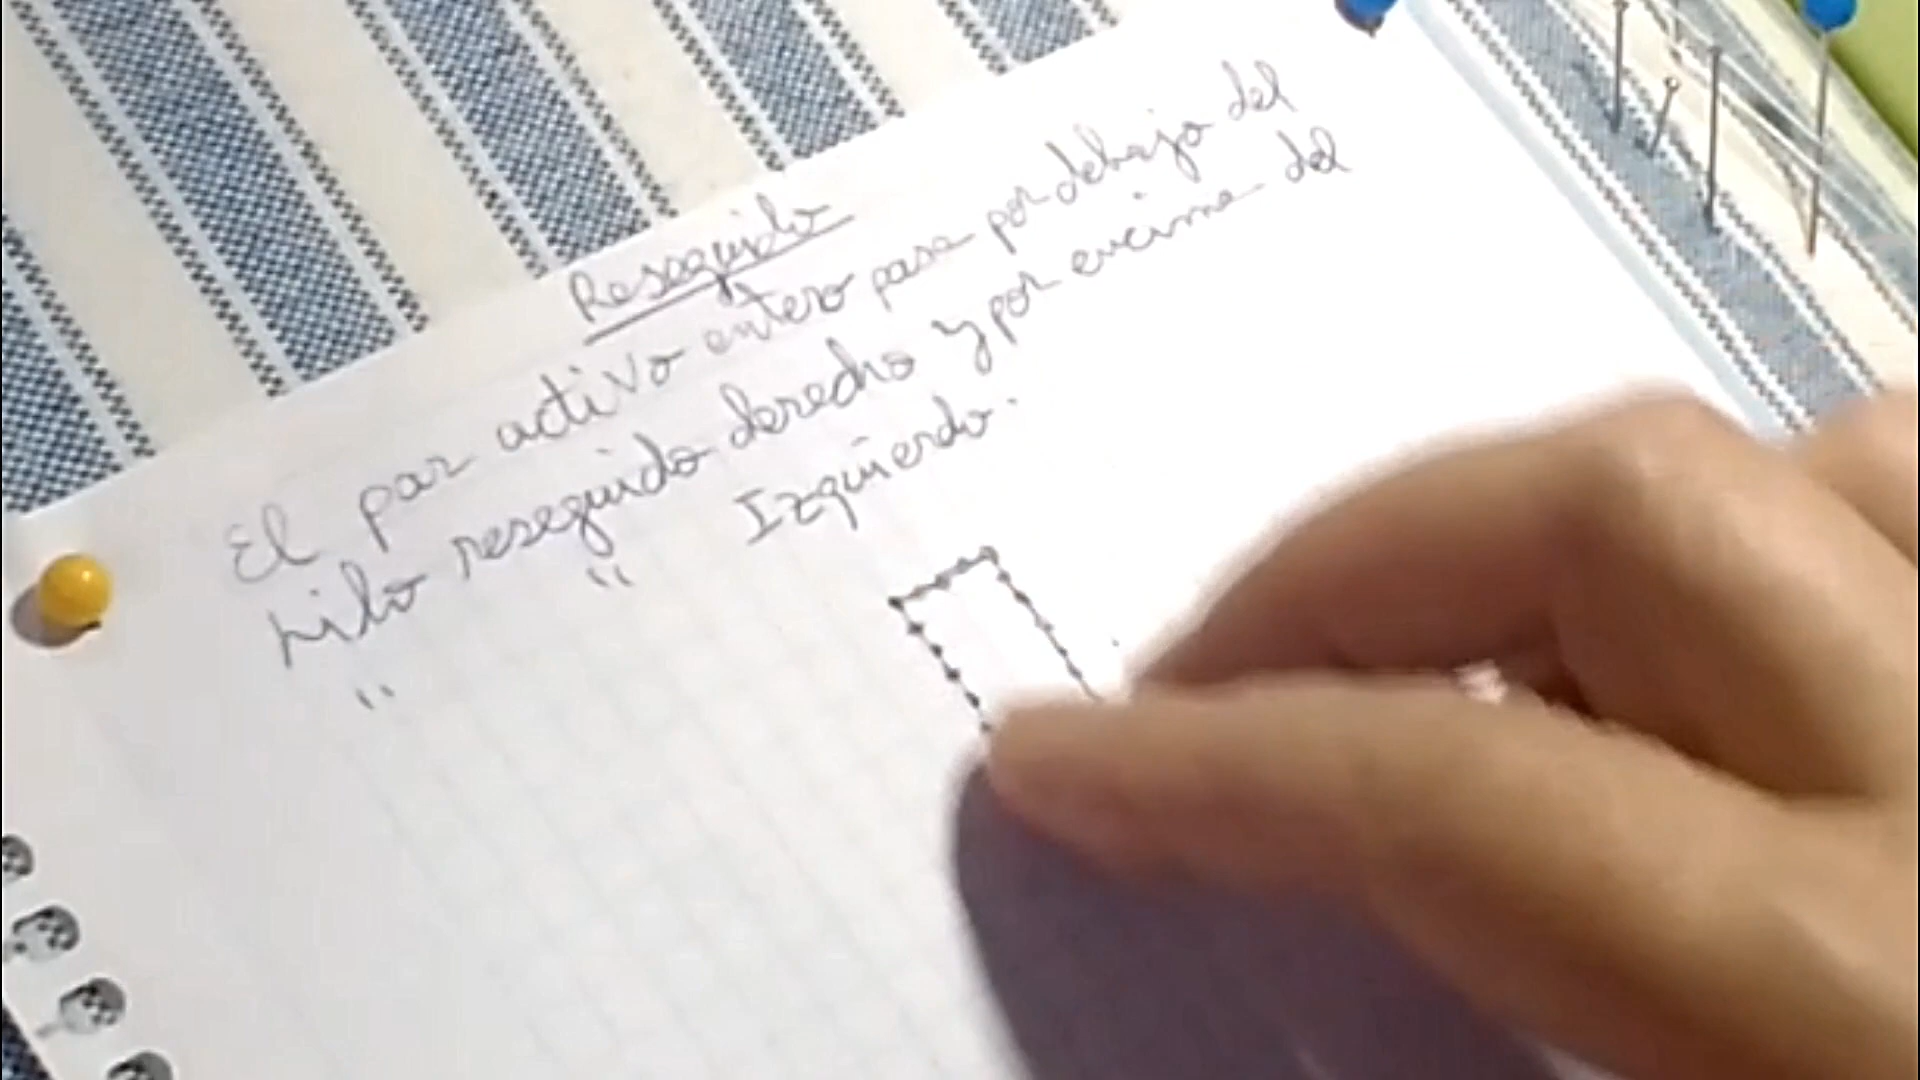 Reseguido
El par activo entero pasa por debajo del
hilo reseguido derecho y por encima del
" " Izquierdo.